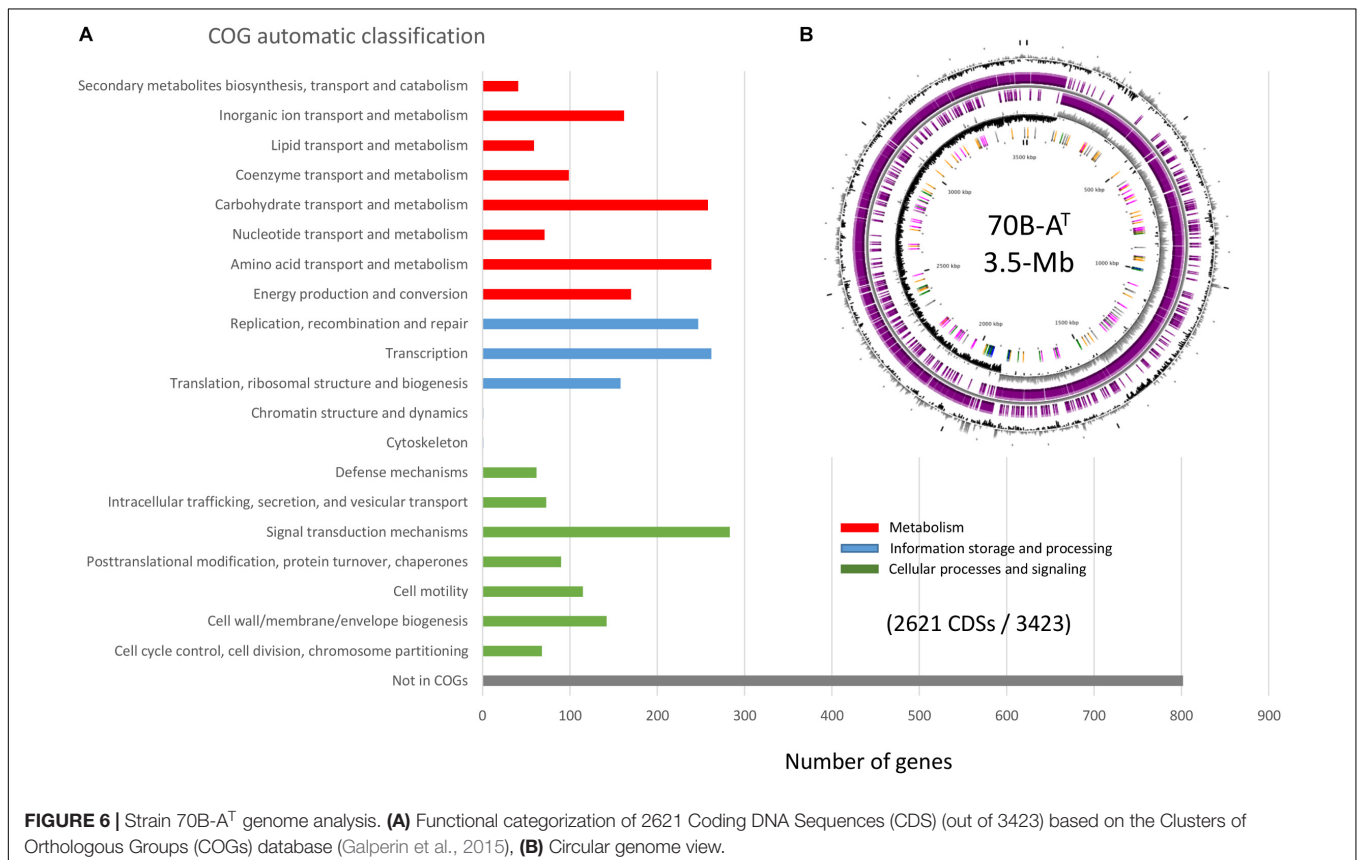 A
COG automatic classification
Secondary metabolites biosynthesis, transport and catabolism
Inorganic ion transport and metabolism
Lipid transport and metabolism
Coenzyme transport and metabolism
Carbohydrate transport and metabolism
Nucleotide transport and metabolism
Amino acid transport and metabolism
Energy production and conversion
Replication, recombination and repair
Transcription
Translation, ribosomal structure and biogenesis
Chromatin structure and dynamics
Cytoskeleton
Defense mechanisms
Intracellular trafficking, secretion, and vesicular transport
Signal transduction mechanisms
Posttranslational modification, protein turnover, chaperones
Cell motility
Cell wall/membrane/envelope biogenesis
Cell cycle control, cell division, chromosome partitioning
Not in COGs
0 100 200 300 400 500 600 700 800 900
Number of genes
B
3500 kbp
500 kbp
3000 kbp
70B-Aᵀ
3.5-Mb
1000 kbp
2500 kbp
1500 kbp
2000 kbp
Metabolism
Information storage and processing
Cellular processes and signaling
(2621 CDSs / 3423)
FIGURE 6 | Strain 70B-Aᵀ genome analysis. (A) Functional categorization of 2621 Coding DNA Sequences (CDS) (out of 3423) based on the Clusters of
Orthologous Groups (COGs) database (Galperin et al., 2015), (B) Circular genome view.